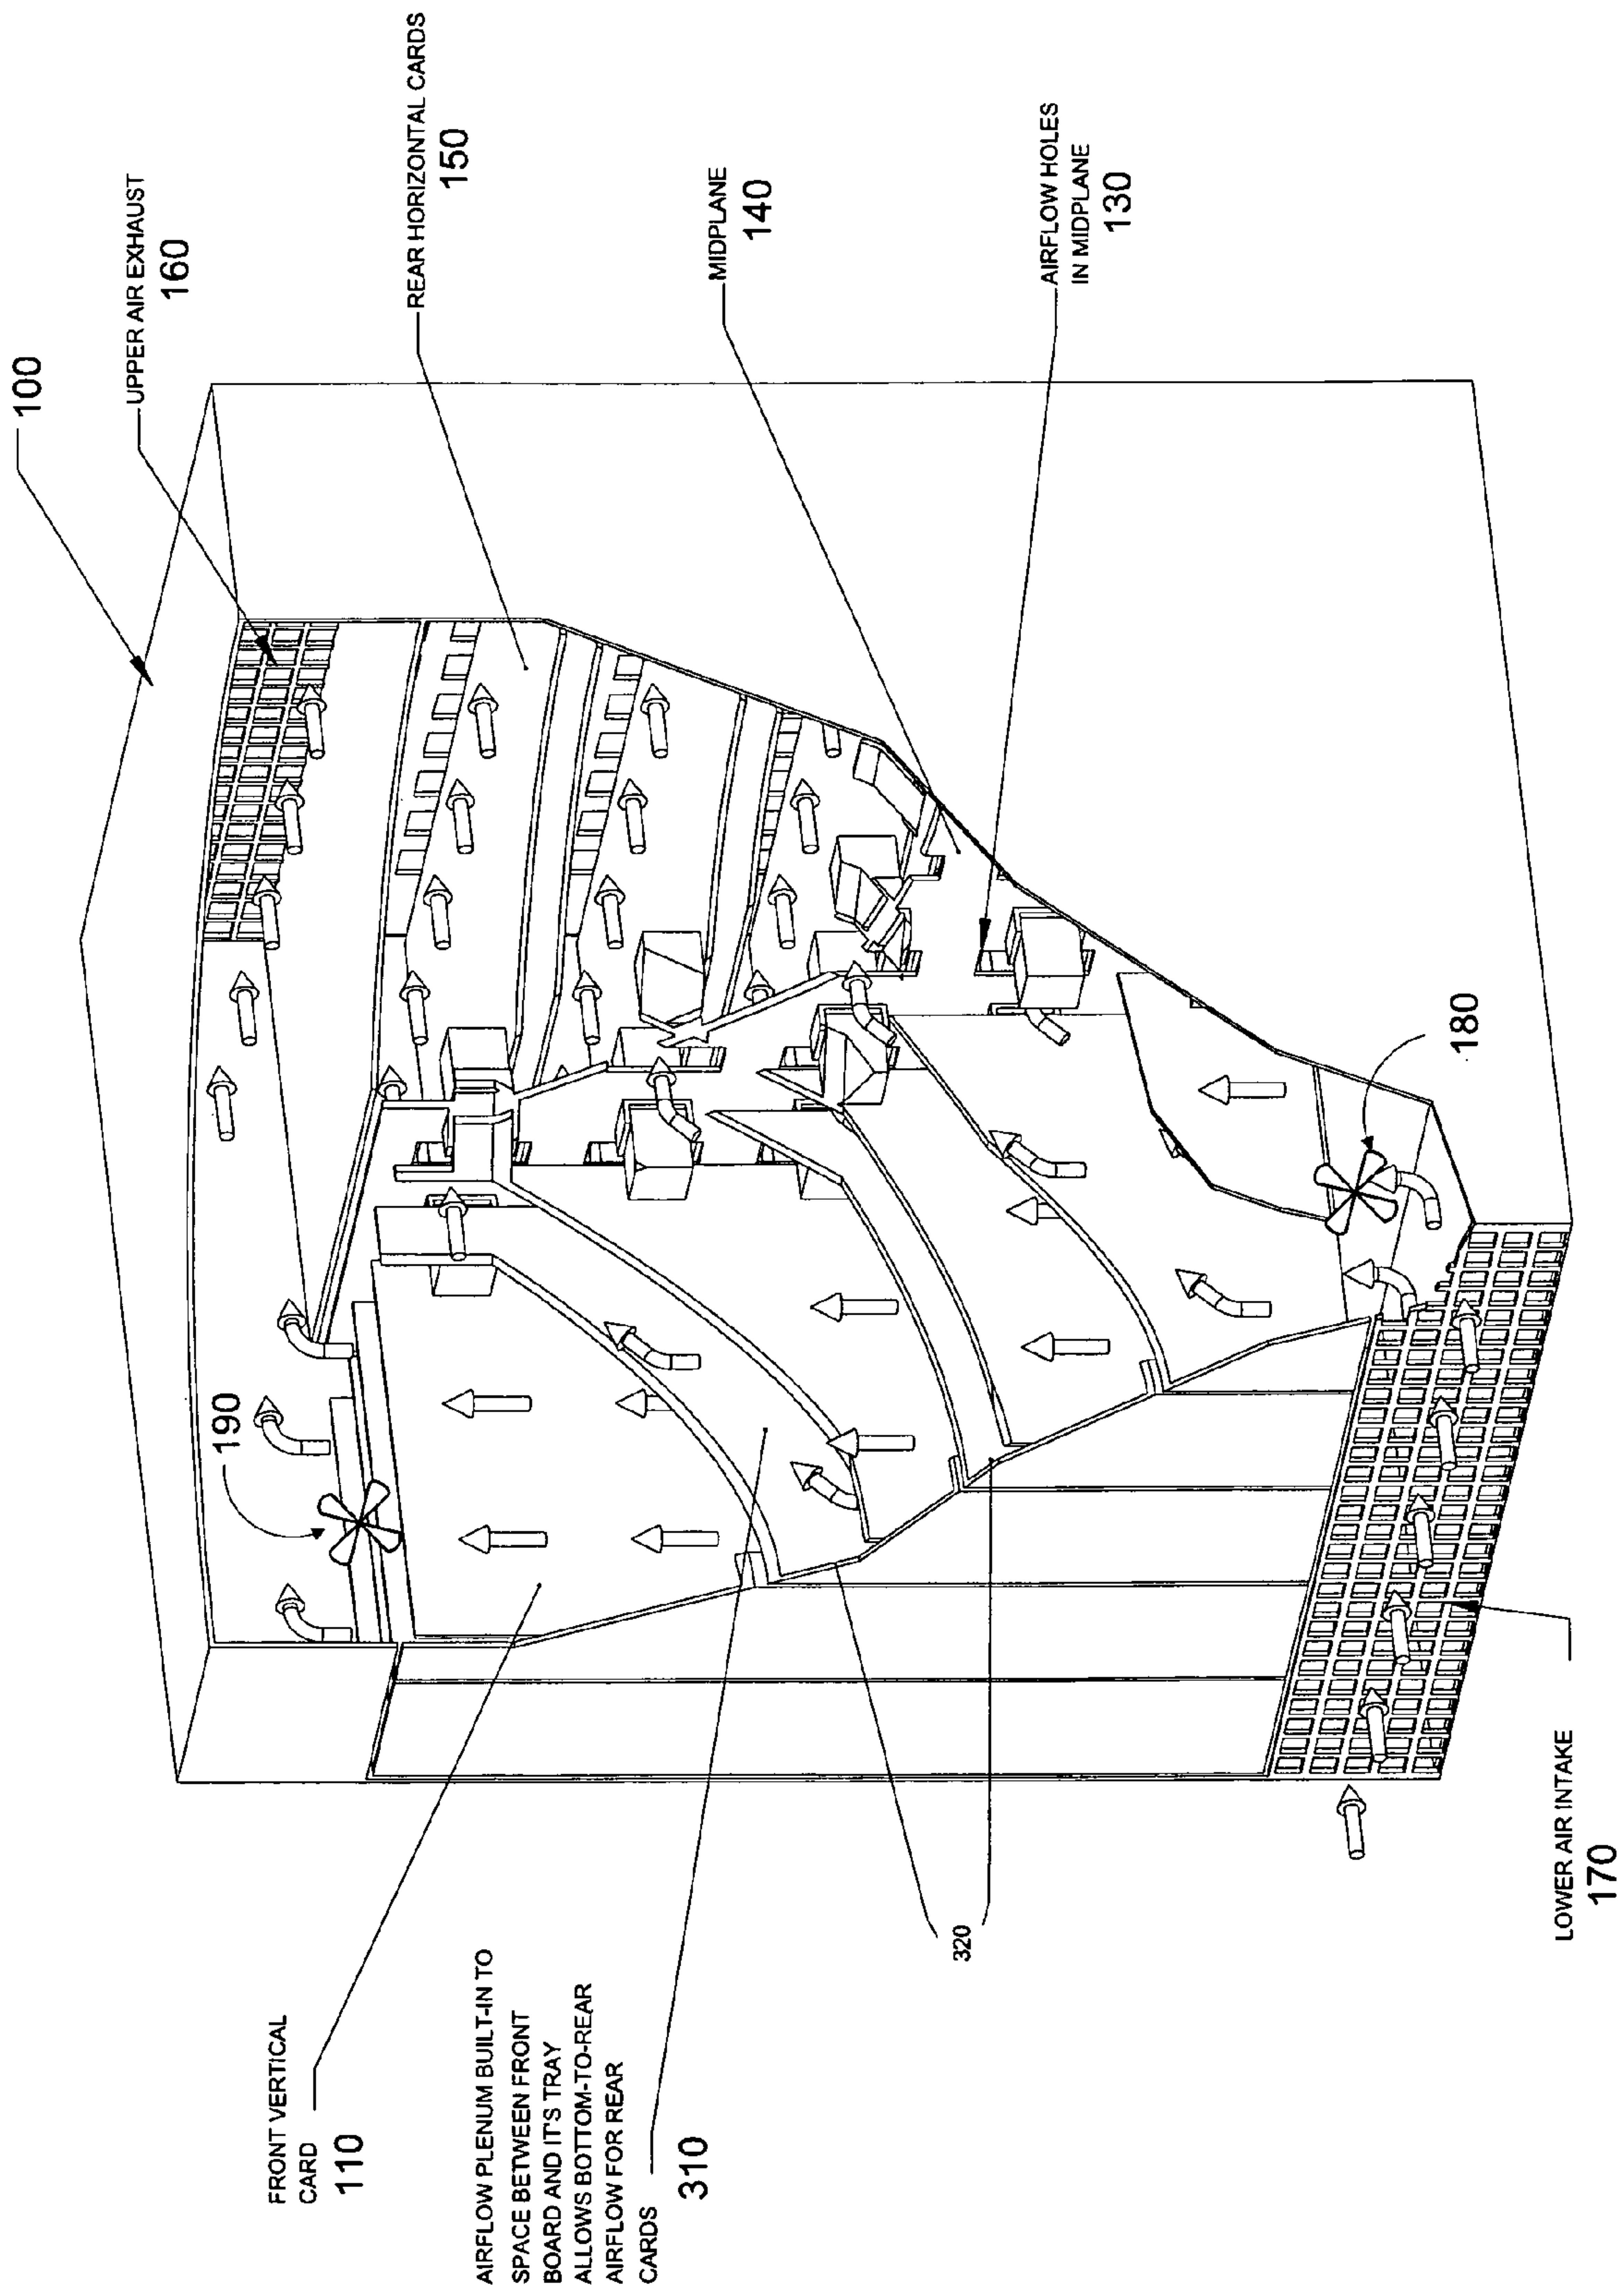 100
UPPER AIR EXHAUST
160
REAR HORIZONTAL CARDS
150
MIDPLANE
140
AIRFLOW HOLES
IN MIDPLANE
130
190
180
FRONT VERTICAL
CARD
110
AIRFLOW PLENUM BUILT-IN TO
SPACE BETWEEN FRONT
BOARD AND IT'S TRAY
ALLOWS BOTTOM-TO-REAR
AIRFLOW FOR REAR
CARDS
310
320
LOWER AIR INTAKE
170